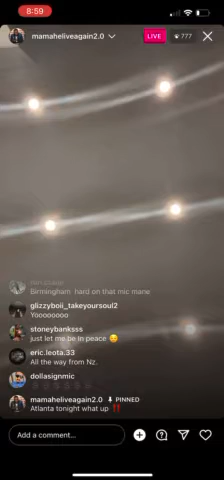 8:59
mamaheliveagain2.0
LIVE
777
Birmingham hard on that mic mane
glizzyboii_takeyoursoul2
Yooooooo
stoneybanksss
just let me be in peace 😔
eric.leota.33
All the way from Nz.
dollasignmic
mamaheliveagain2.0 PINNED
Atlanta tonight what up ‼️
Add a comment...